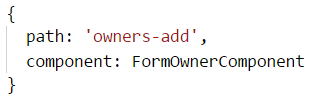 {
  path: 'owners-add',
  component: FormOwnerComponent
}